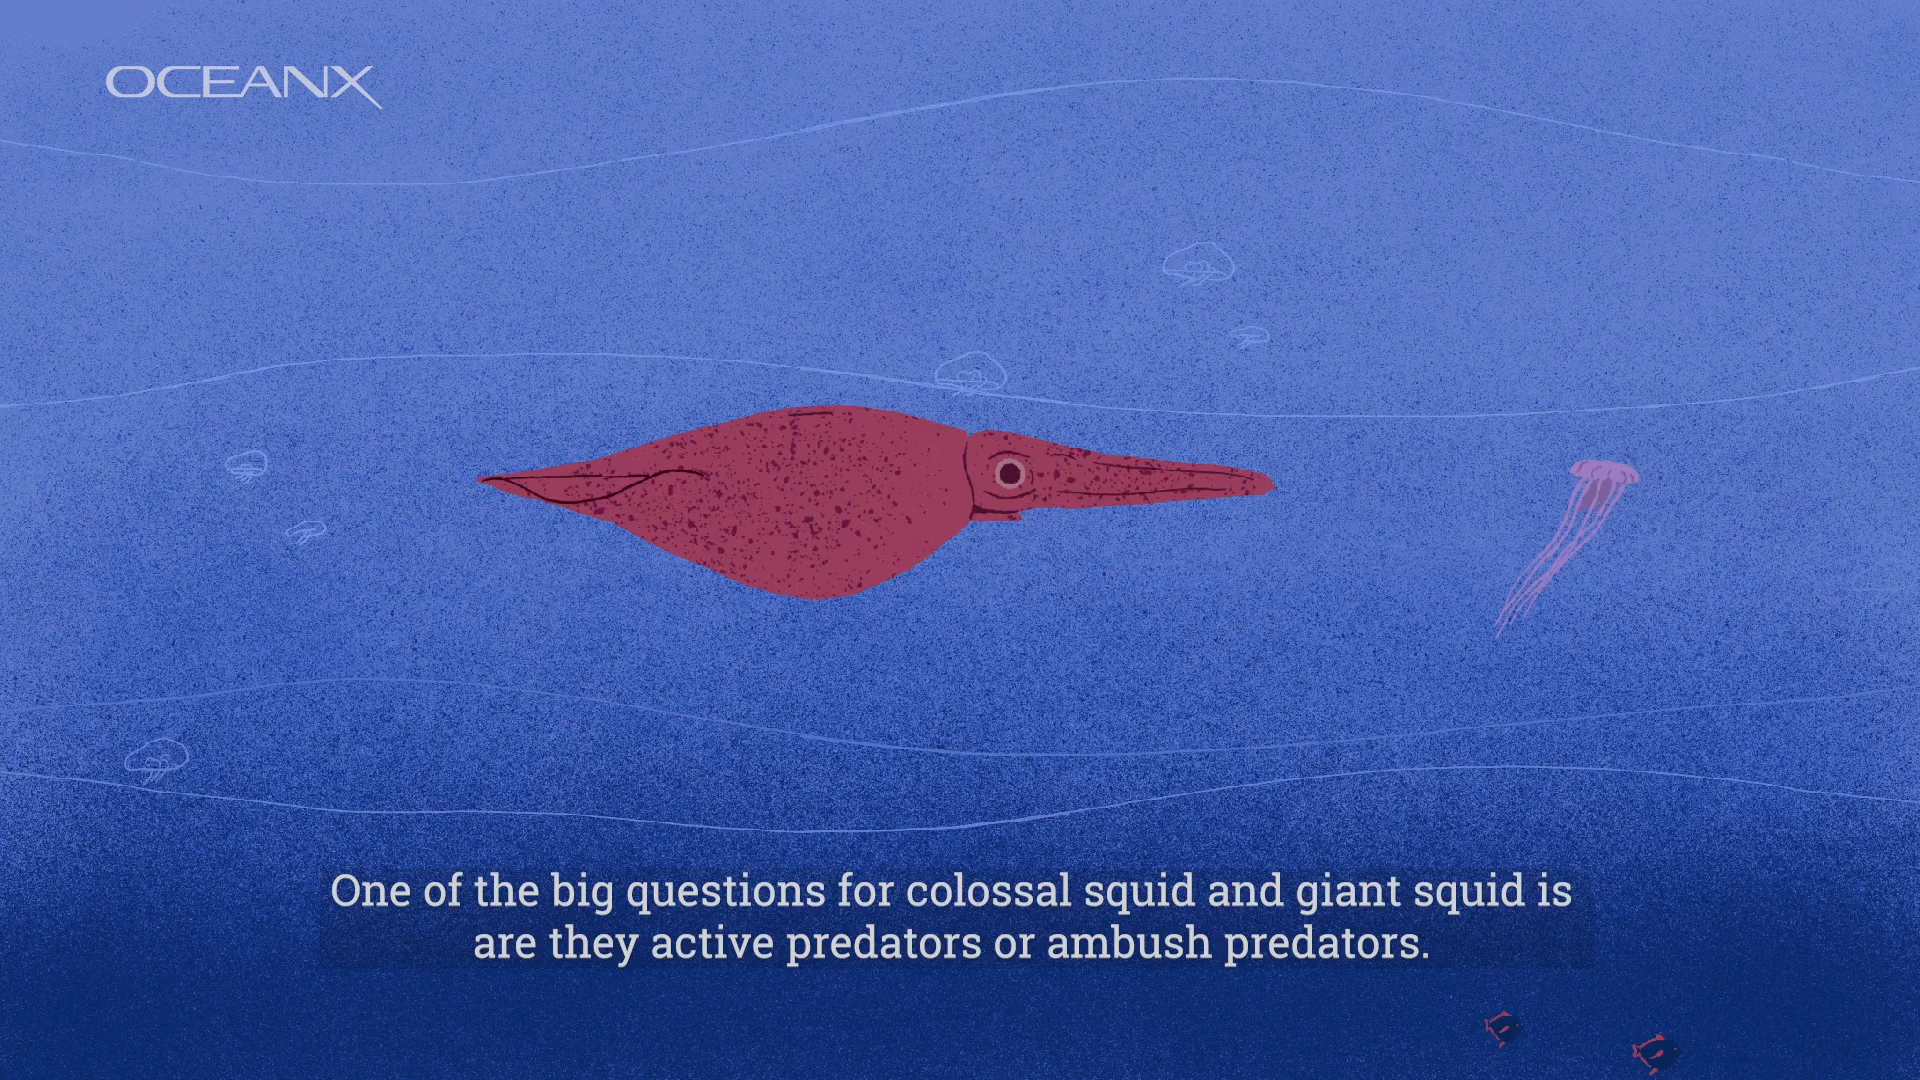 OCEANX
One of the big questions for colossal squid and giant squid is
are they active predators or ambush predators.